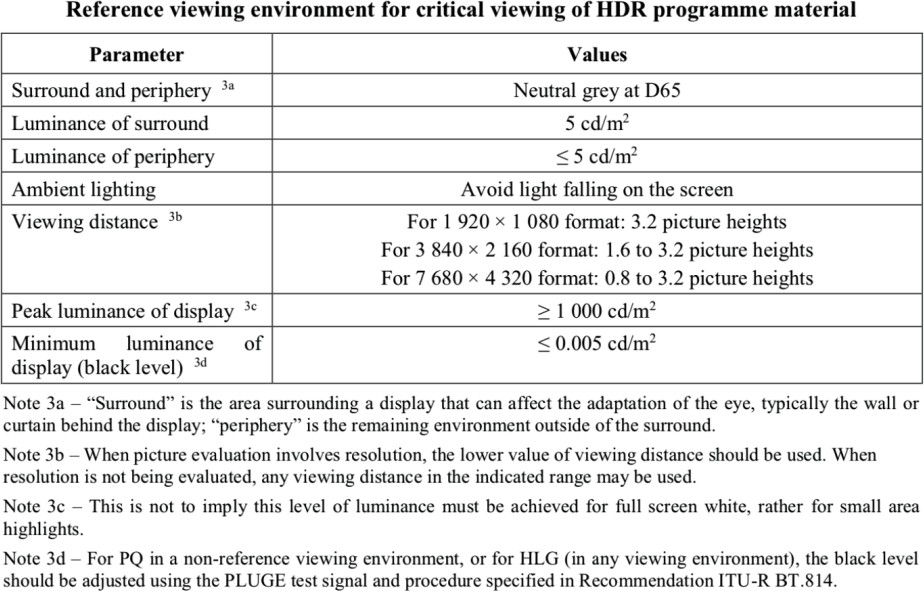 Reference viewing environment for critical viewing of HDR programme material
Parameter Values
Surround and periphery 3a Neutral grey at D65
Luminance of surround 5 cd/m2
Luminance of periphery ≤ 5 cd/m2
Ambient lighting Avoid light falling on the screen
Viewing distance 3b For 1 920 × 1 080 format: 3.2 picture heights
For 3 840 × 2 160 format: 1.6 to 3.2 picture heights
For 7 680 × 4 320 format: 0.8 to 3.2 picture heights
Peak luminance of display 3c ≥ 1 000 cd/m2
Minimum luminance of ≤ 0.005 cd/m2
display (black level) 3d
Note 3a – “Surround” is the area surrounding a display that can affect the adaptation of the eye, typically the wall or
curtain behind the display; “periphery” is the remaining environment outside of the surround.
Note 3b – When picture evaluation involves resolution, the lower value of viewing distance should be used. When
resolution is not being evaluated, any viewing distance in the indicated range may be used.
Note 3c – This is not to imply this level of luminance must be achieved for full screen white, rather for small area
highlights.
Note 3d – For PQ in a non-reference viewing environment, or for HLG (in any viewing environment), the black level
should be adjusted using the PLUGE test signal and procedure specified in Recommendation ITU-R BT.814.